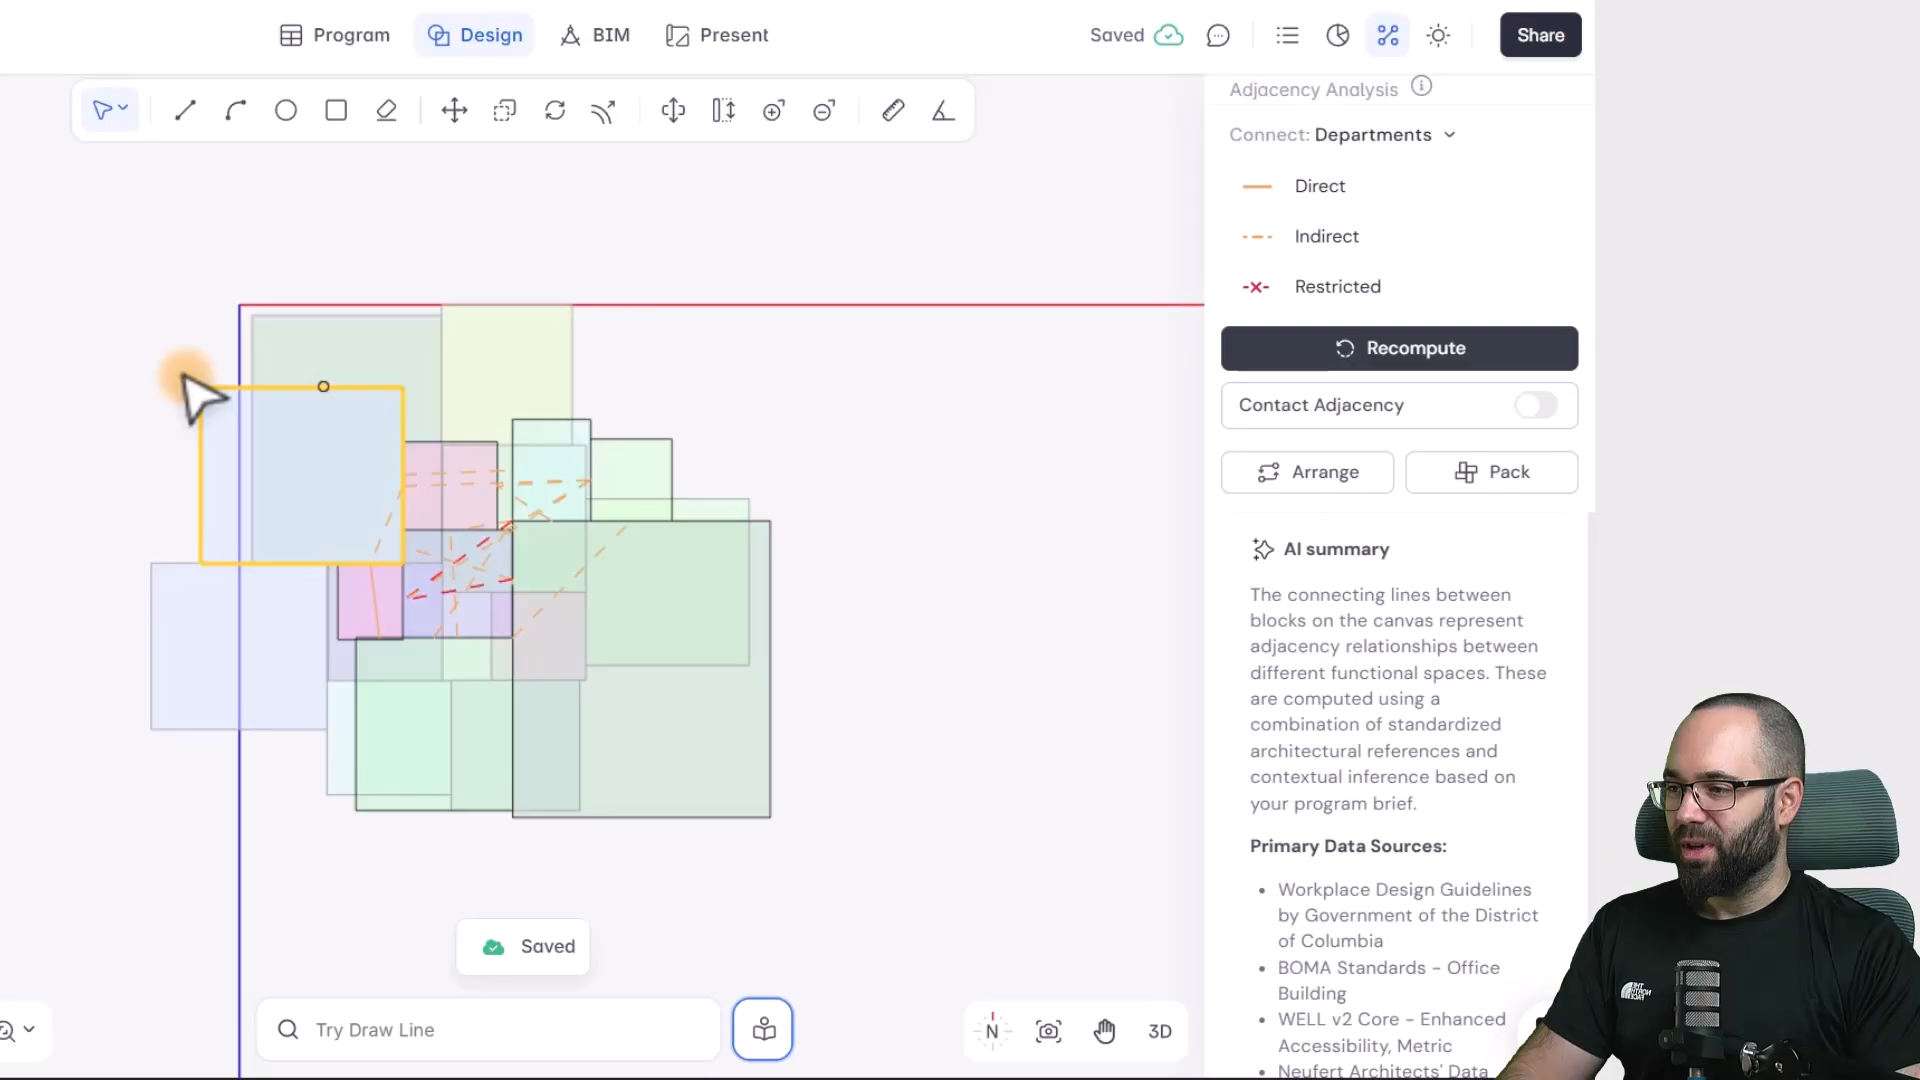 Program
Design
BIM
Present
Saved
Share
Adjacency Analysis
Connect: Departments
Direct
Indirect
Restricted
Recompute
Contact Adjacency
Arrange
Pack
AI summary
The connecting lines between
blocks on the canvas represent
adjacency relationships between
different functional spaces. These
are computed using a
combination of standardized
architectural references and
contextual inference based on
your program brief.
Primary Data Sources:
• Workplace Design Guidelines
by Government of the District
of Columbia
• BOMA Standards - Office
Building
• WELL v2 Core - Enhanced
Accessibility, Metric
• Neufert Architects' Data
Saved
Try Draw Line
N
3D